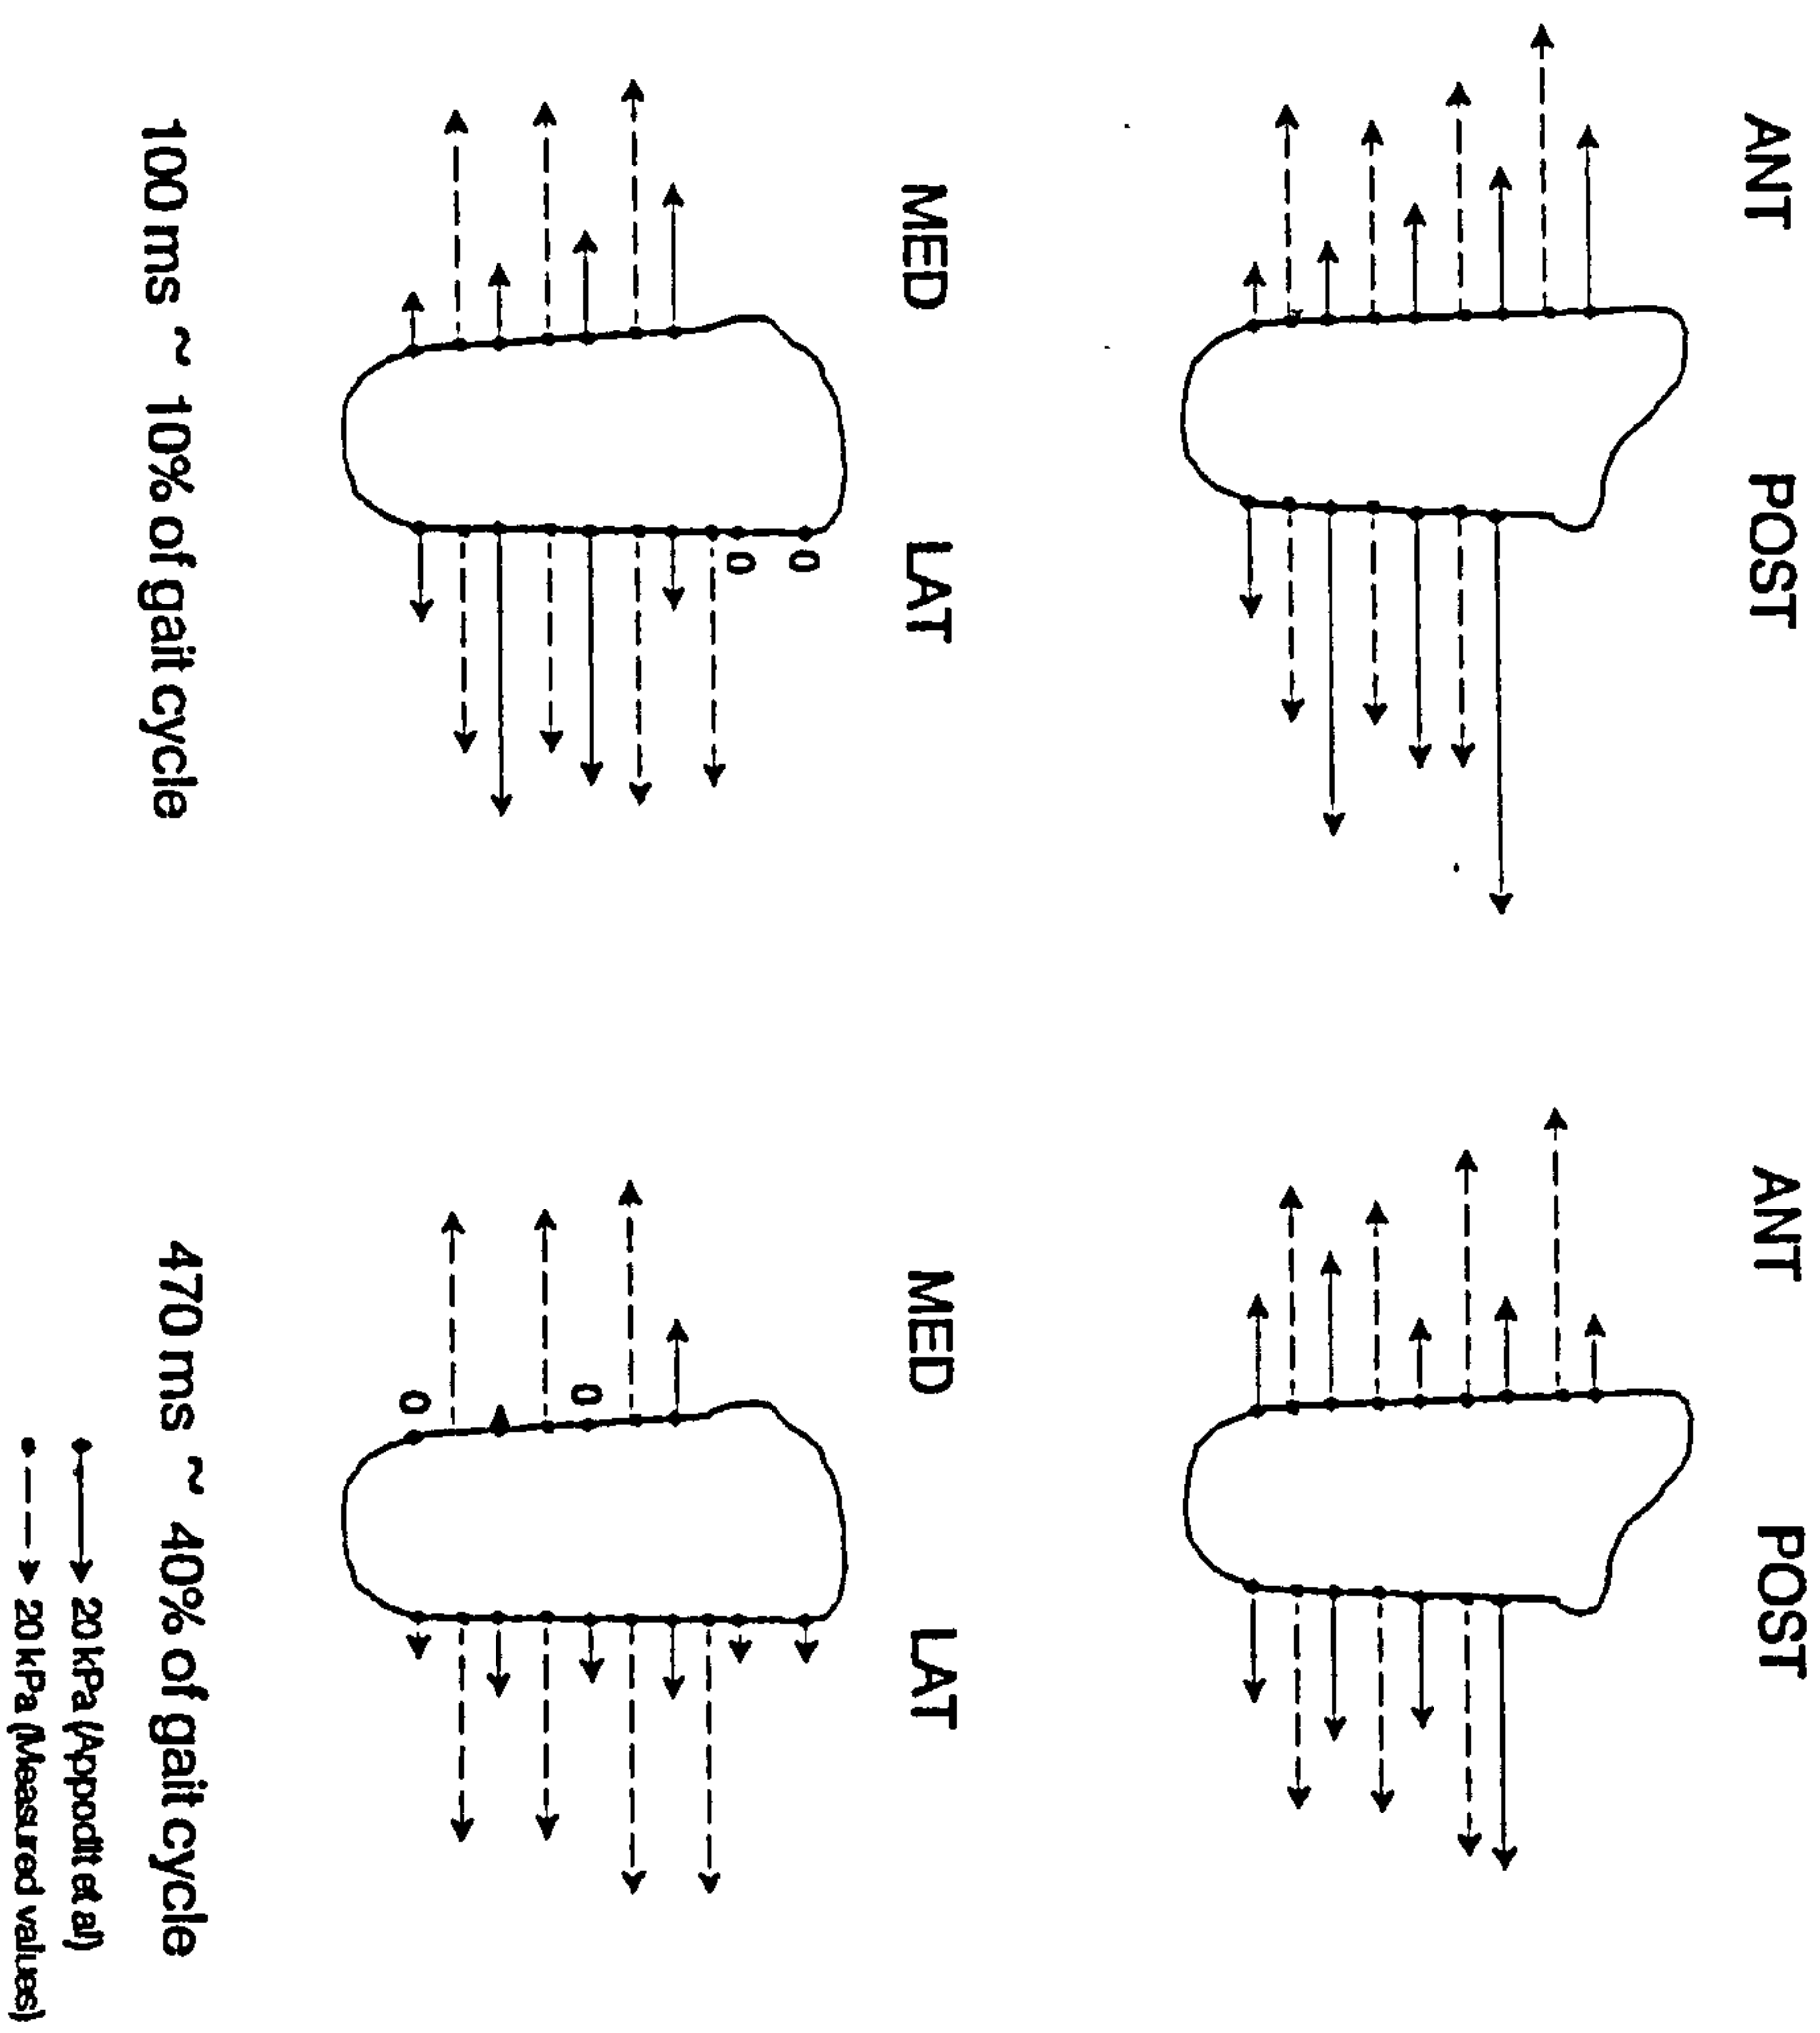 ANT POST
ANT POST
MED LAT
MED LAT
0 0
0 0
100 ms ~ 10% of gait cycle
470 ms ~ 40% of gait cycle
20 kPa (Appoldt et al)
20 kPa (Measured values)